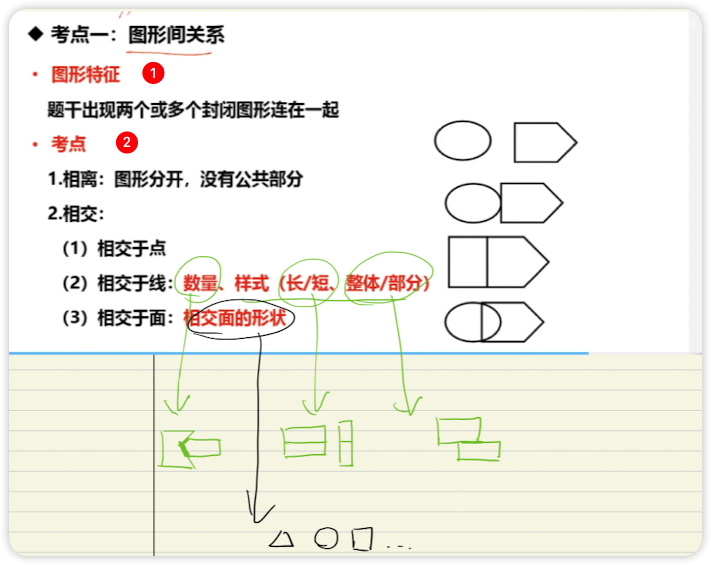 ◆ 考点一：图形间关系
• 图形特征 1
题干出现两个或多个封闭图形连在一起
• 考点 2
1.相离：图形分开，没有公共部分
2.相交：
（1）相交于点
（2）相交于线：数量、样式（长/短、整体/部分）
（3）相交于面：相交面的形状
...